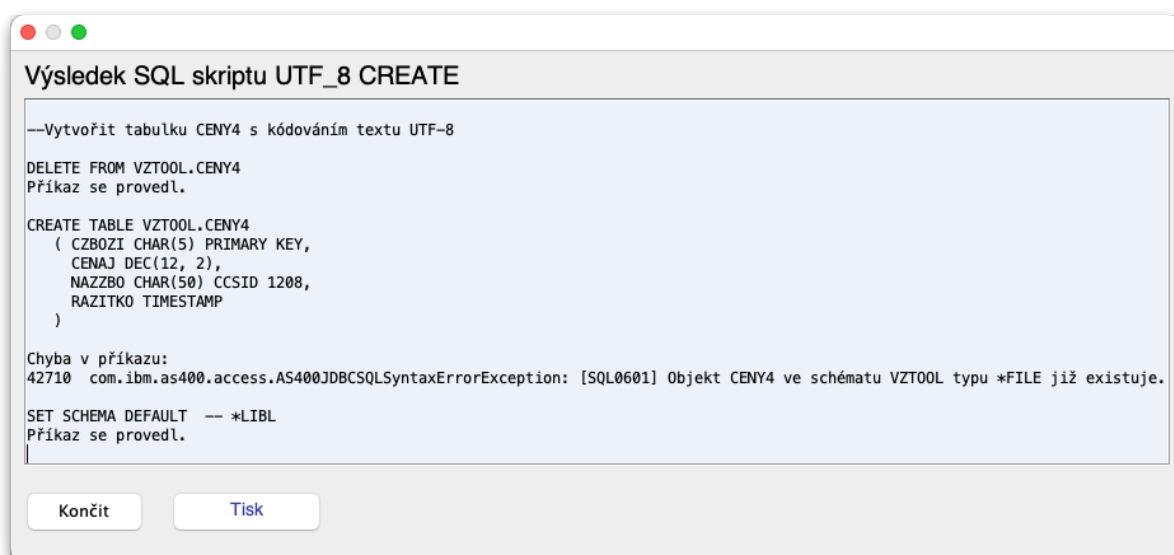 Výsledek SQL skriptu UTF_8 CREATE
--Vytvořit tabulku CENY4 s kódováním textu UTF-8
DELETE FROM VZTOOL.CENY4
Příkaz se provedl.
CREATE TABLE VZTOOL.CENY4
( CZBOZI CHAR(5) PRIMARY KEY,
CENAJ DEC(12, 2),
NAZZBO CHAR(50) CCSID 1208,
RAZITKO TIMESTAMP
)
Chyba v příkazu:
42710  com.ibm.as400.access.AS400JDBCSQLSyntaxErrorException: [SQL0601] Objekt CENY4 ve schématu VZTOOL typu *FILE již existuje.
SET SCHEMA DEFAULT  -- *LIBL
Příkaz se provedl.
Končit
Tisk